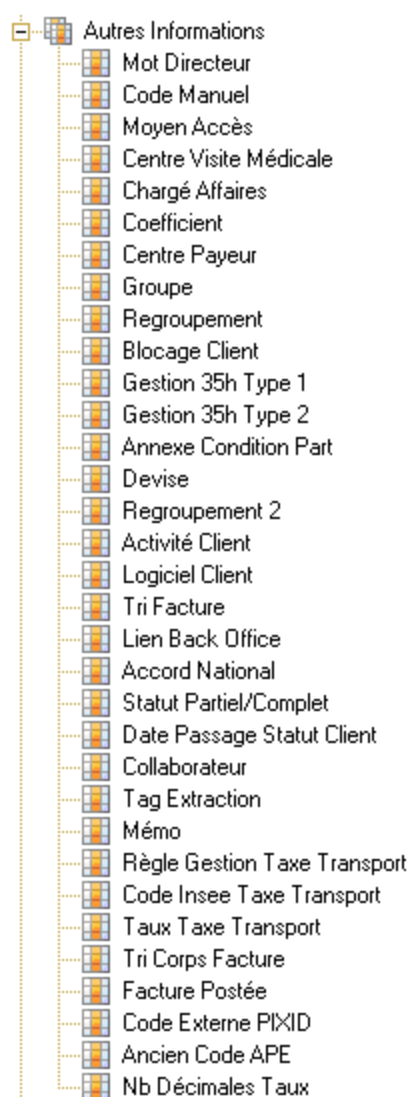 Autres Informations
Mot Directeur
Code Manuel
Moyen Accès
Centre Visite Médicale
Chargé Affaires
Coefficient
Centre Payeur
Groupe
Regroupement
Blocage Client
Gestion 35h Type 1
Gestion 35h Type 2
Annexe Condition Part
Devise
Regroupement 2
Activité Client
Logiciel Client
Tri Facture
Lien Back Office
Accord National
Statut Partiel/Complet
Date Passage Statut Client
Collaborateur
Tag Extraction
Mémo
Règle Gestion Taxe Transport
Code Insee Taxe Transport
Taux Taxe Transport
Tri Corps Facture
Facture Postée
Code Externe PIXID
Ancien Code APE
Nb Décimales Taux